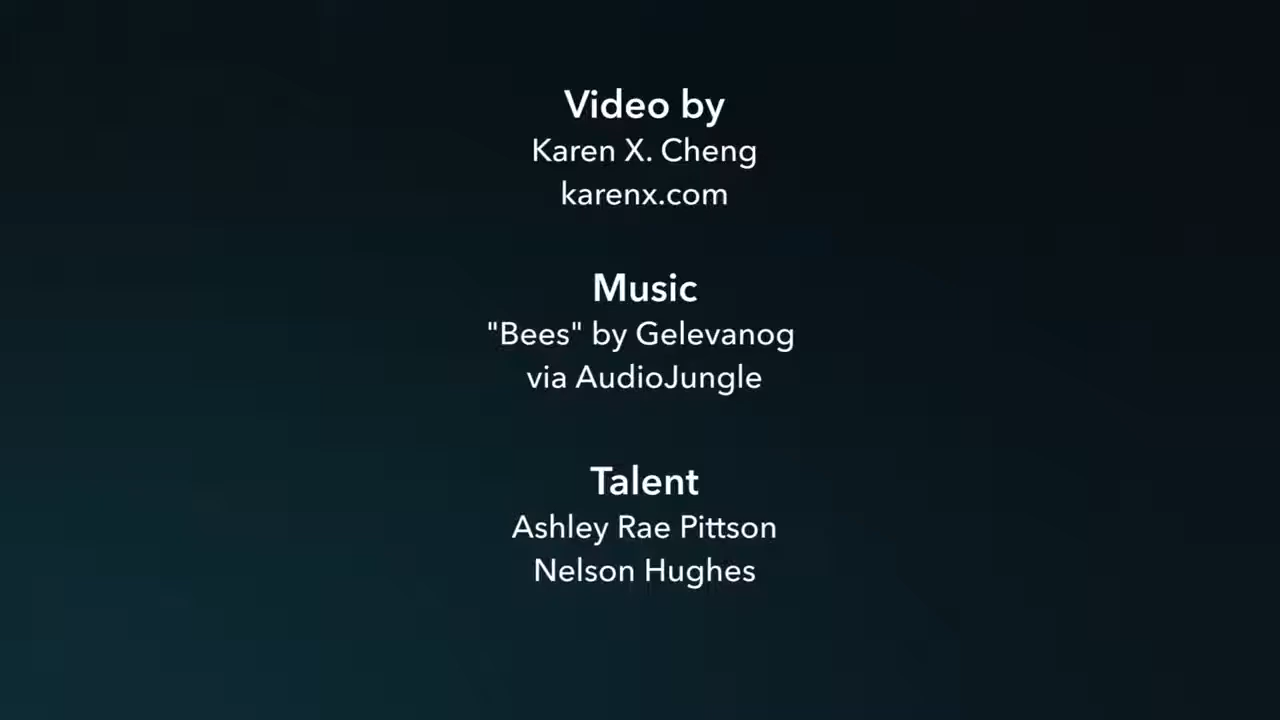 Video by
Karen X. Cheng
karenx.com
Music
"Bees" by Gelevanog
via AudioJungle
Talent
Ashley Rae Pittson
Nelson Hughes